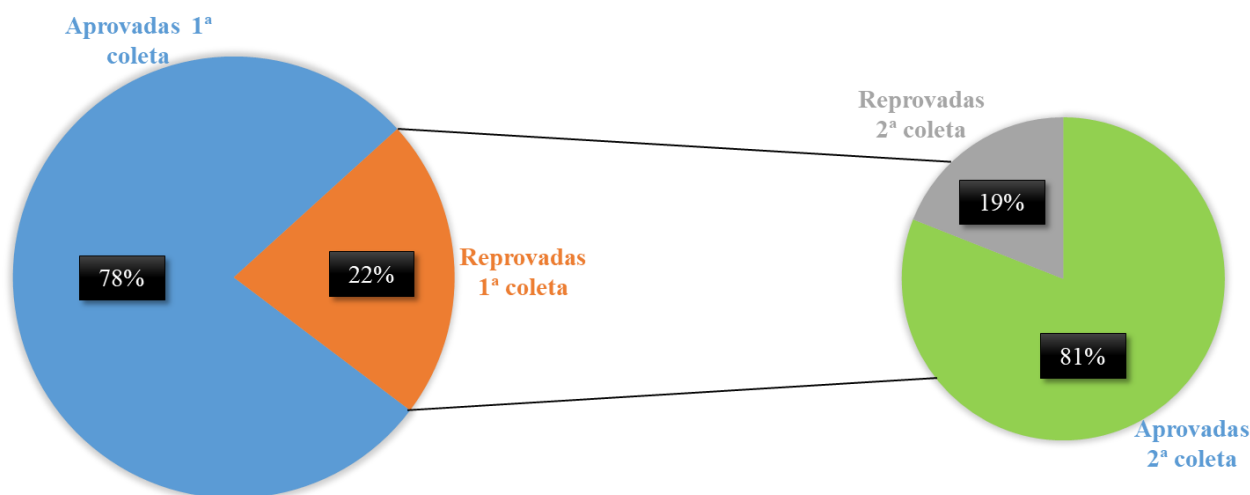 Aprovadas 1ª
coleta
78%
22%
Reprovadas
1ª coleta
Reprovadas
2ª coleta
19%
81%
Aprovadas
2ª coleta